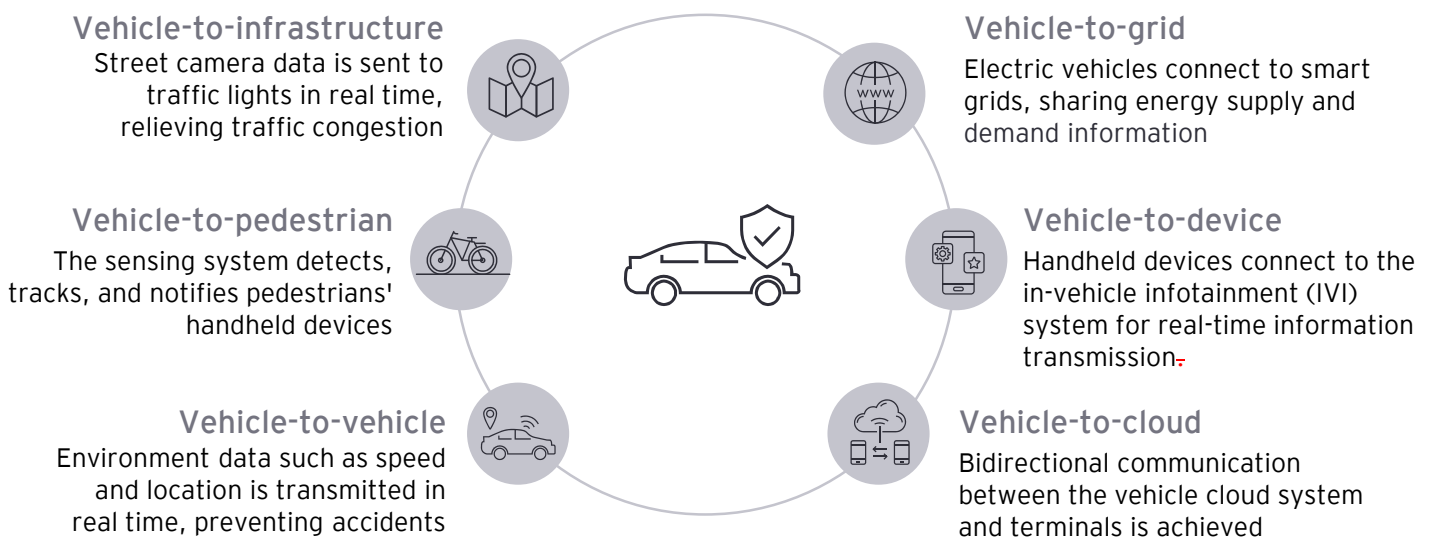 Vehicle-to-infrastructure
Street camera data is sent to
traffic lights in real time,
relieving traffic congestion
Vehicle-to-pedestrian
The sensing system detects,
tracks, and notifies pedestrians'
handheld devices
Vehicle-to-vehicle
Environment data such as speed
and location is transmitted in
real time, preventing accidents
Vehicle-to-grid
Electric vehicles connect to smart
grids, sharing energy supply and
demand information
WWW
Vehicle-to-device
Handheld devices connect to the
in-vehicle infotainment (IVI)
system for real-time information
transmission.
Vehicle-to-cloud
Bidirectional communication
between the vehicle cloud system
and terminals is achieved